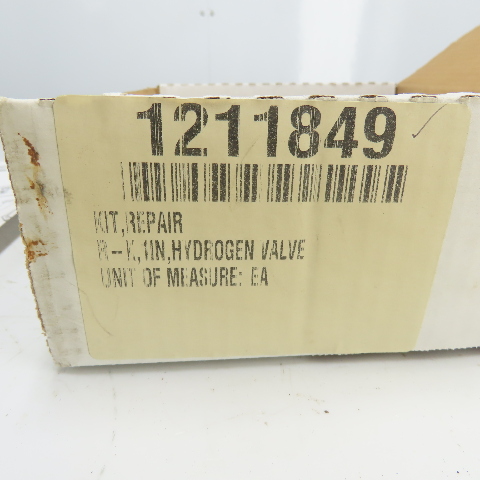 1211849
KIT,REPAIR
R-K,1IN,HYDROGEN VALVE
UNIT OF MEASURE: EA